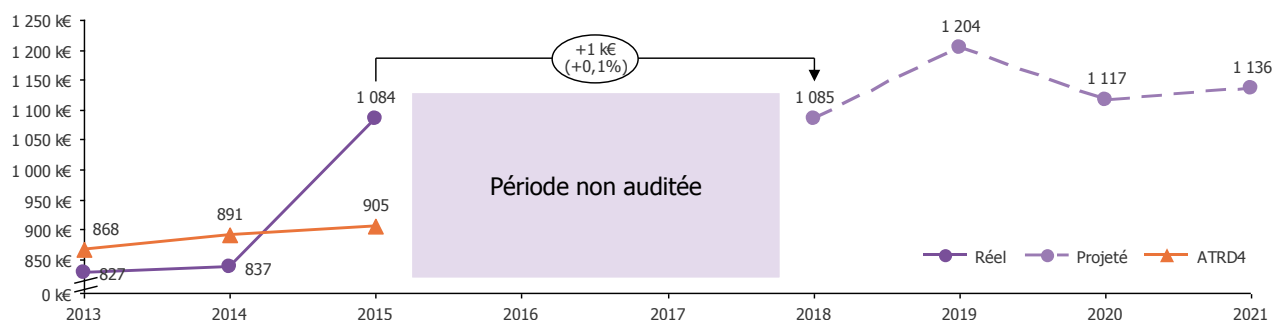 1 250 k€
1 200 k€
1 150 k€
1 100 k€
1 050 k€
1 000 k€
950 k€
900 k€
850 k€
0 k€
+1 k€
(+0,1%)
1 204
1 136
1 117
1 084
1 085
Période non auditée
868
891
905
827
837
Réel
Projeté
ATRD4
2013
2014
2015
2016
2017
2018
2019
2020
2021